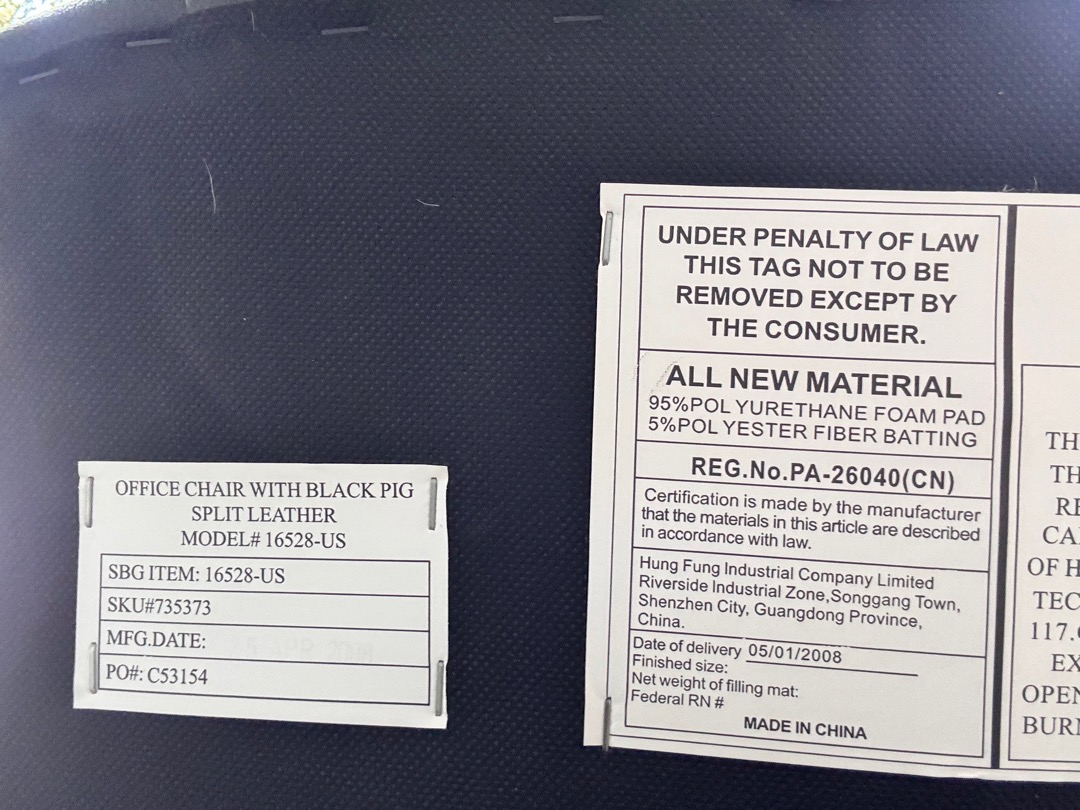 OFFICE CHAIR WITH BLACK PIG
SPLIT LEATHER
MODEL# 16528-US
SBG ITEM: 16528-US
SKU#735373
MFG.DATE:
PO#: C53154
UNDER PENALTY OF LAW
THIS TAG NOT TO BE
REMOVED EXCEPT BY
THE CONSUMER.
ALL NEW MATERIAL
95%POLYURETHANE FOAM PAD
5%POLYESTER FIBER BATTING
REG.No.PA-26040(CN)
Certification is made by the manufacturer
that the materials in this article are described
in accordance with law.
Hung Fung Industrial Company Limited
Riverside Industrial Zone,Songgang Town,
Shenzhen City, Guangdong Province,
China.
Date of delivery 05/01/2008
Finished size:
Net weight of filling mat:
Federal RN #
MADE IN CHINA
TH
TH
RE
CA
OF H
TEC
117.
EX
OPEN
BURN